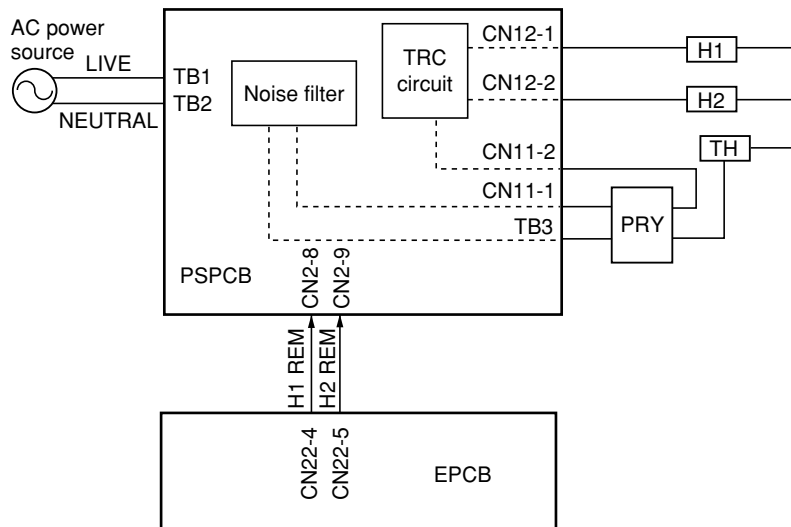 AC power
source
LIVE
NEUTRAL
TB1
TB2
Noise filter
TRC
circuit
CN12-1
CN12-2
CN11-2
CN11-1
TB3
H1
H2
TH
PRY
PSPCB
CN2-8
CN2-9
H1 REM
H2 REM
CN22-4
CN22-5
EPCB